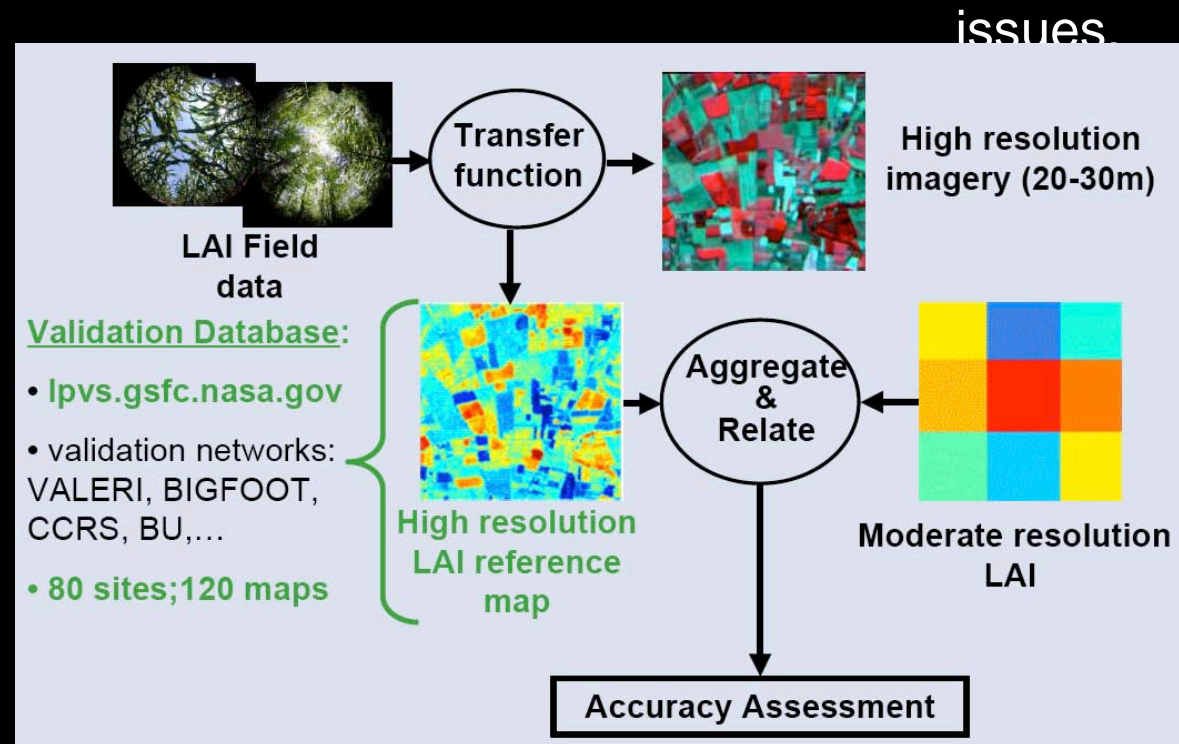 issues.
Transfer
function
High resolution
imagery (20-30m)
LAI Field
data
Validation Database:
• lpvs.gsfc.nasa.gov
• validation networks:
VALERI, BIGFOOT,
CCRS, BU,...
• 80 sites;120 maps
High resolution
LAI reference
map
Aggregate
&
Relate
Moderate resolution
LAI
Accuracy Assessment